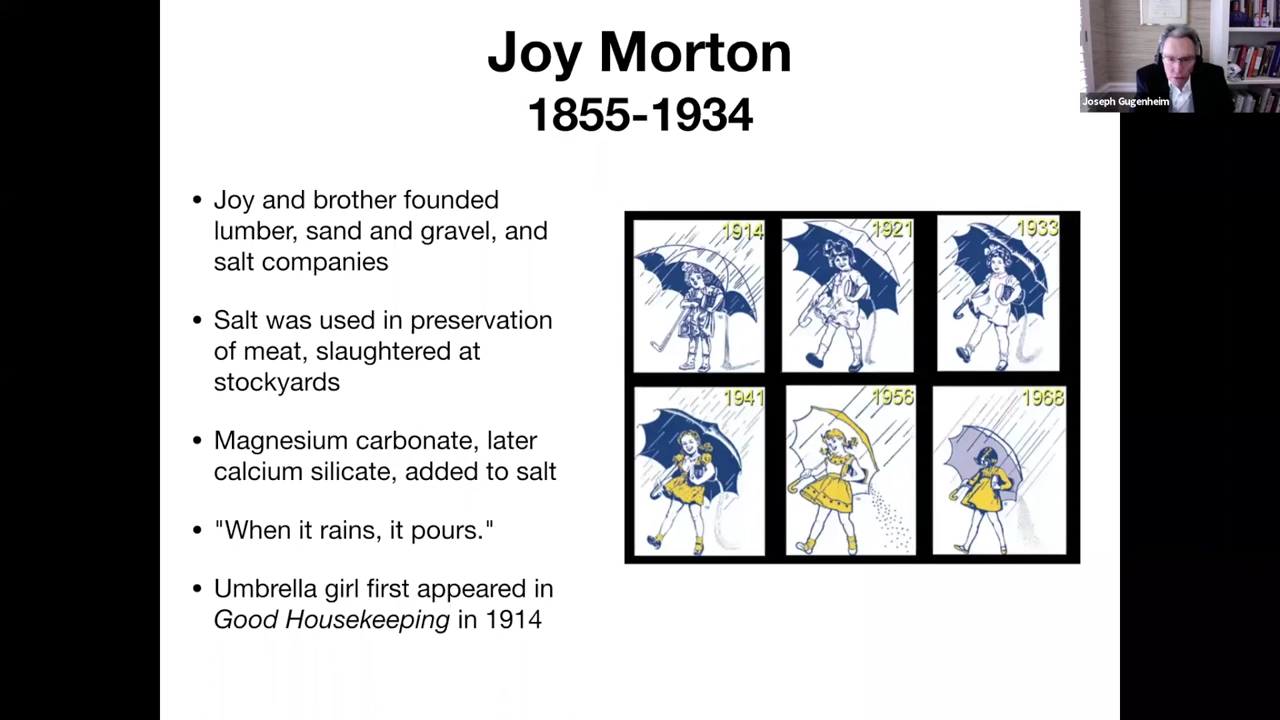 Joy Morton
1855-1934
Joseph Gugenheim
• Joy and brother founded
lumber, sand and gravel, and
salt companies
• Salt was used in preservation
of meat, slaughtered at
stockyards
• Magnesium carbonate, later
calcium silicate, added to salt
• "When it rains, it pours."
• Umbrella girl first appeared in
Good Housekeeping in 1914
1914
1921
1933
1941
1956
1968